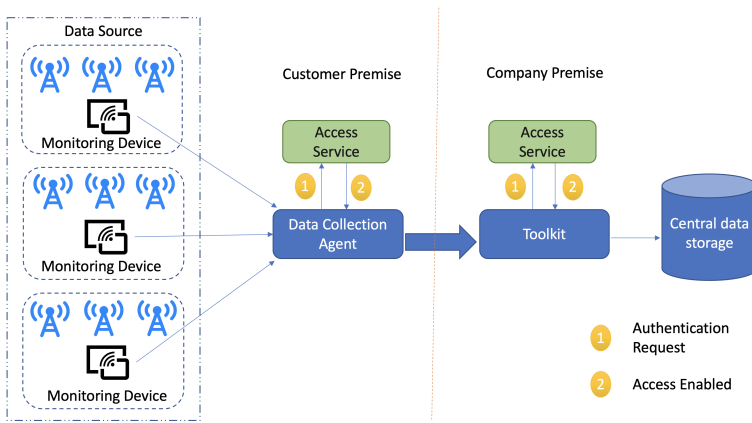 Data Source
Monitoring Device
Monitoring Device
Monitoring Device
Customer Premise
Access
Service
1
2
Data Collection
Agent
Company Premise
Access
Service
1
2
Toolkit
Central data
storage
1 Authentication
Request
2 Access Enabled